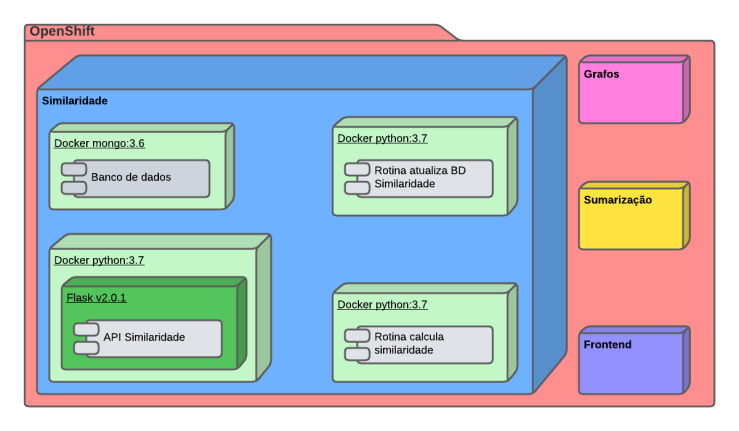 OpenShift
Similaridade
Docker mongo:3.6
Banco de dados
Docker python:3.7
Rotina atualiza BD
Similaridade
Docker python:3.7
Flask v2.0.1
API Similaridade
Docker python:3.7
Rotina calcula
similaridade
Grafos
Sumarização
Frontend